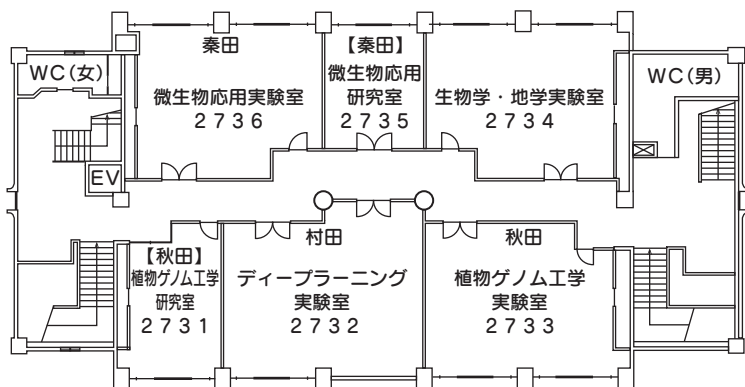 WC(女)
秦田
微生物応用実験室
2736
【秦田】
微生物応用
研究室
2735
生物学・地学実験室
2734
WC(男)
EV
【秋田】
植物ゲノム工学
研究室
2731
村田
ディープラーニング
実験室
2732
秋田
植物ゲノム工学
実験室
2733